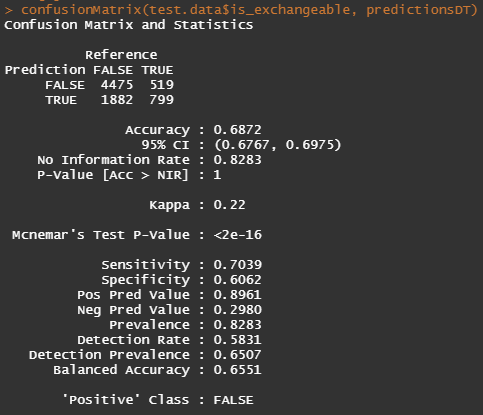 > confusionMatrix(test.data$is_exchangeable, predictionsDT)
Confusion Matrix and Statistics
Reference
Prediction FALSE TRUE
FALSE 4475 519
TRUE 1882 799
Accuracy : 0.6872
95% CI : (0.6767, 0.6975)
No Information Rate : 0.8283
P-Value [Acc > NIR] : 1
Kappa : 0.22
Mcnemar's Test P-Value : <2e-16
Sensitivity : 0.7039
Specificity : 0.6062
Pos Pred Value : 0.8961
Neg Pred Value : 0.2980
Prevalence : 0.8283
Detection Rate : 0.5831
Detection Prevalence : 0.6507
Balanced Accuracy : 0.6551
'Positive' Class : FALSE